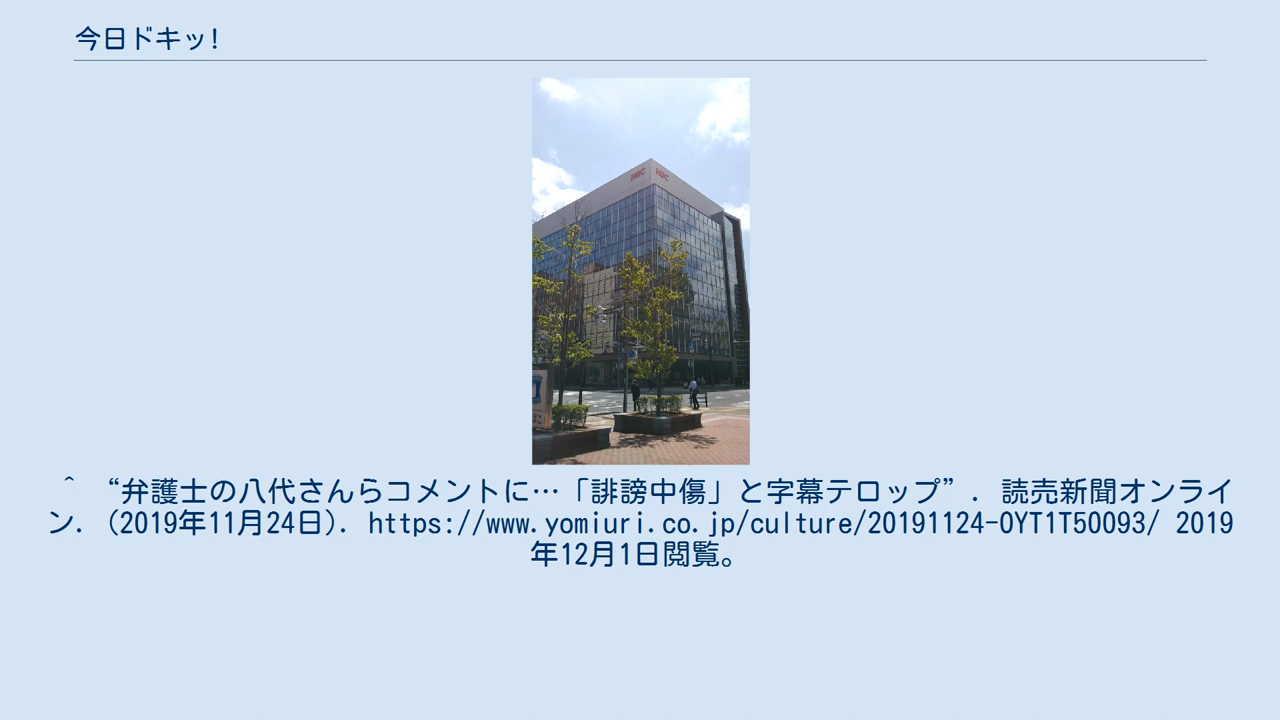 今日ドキッ!
HBC HBC
^ “弁護士の八代さんらコメントに…「誹謗中傷」と字幕テロップ”. 読売新聞オンライ
ン. (2019年11月24日). https://www.yomiuri.co.jp/culture/20191124-OYT1T50093/ 2019
年12月1日閲覧。